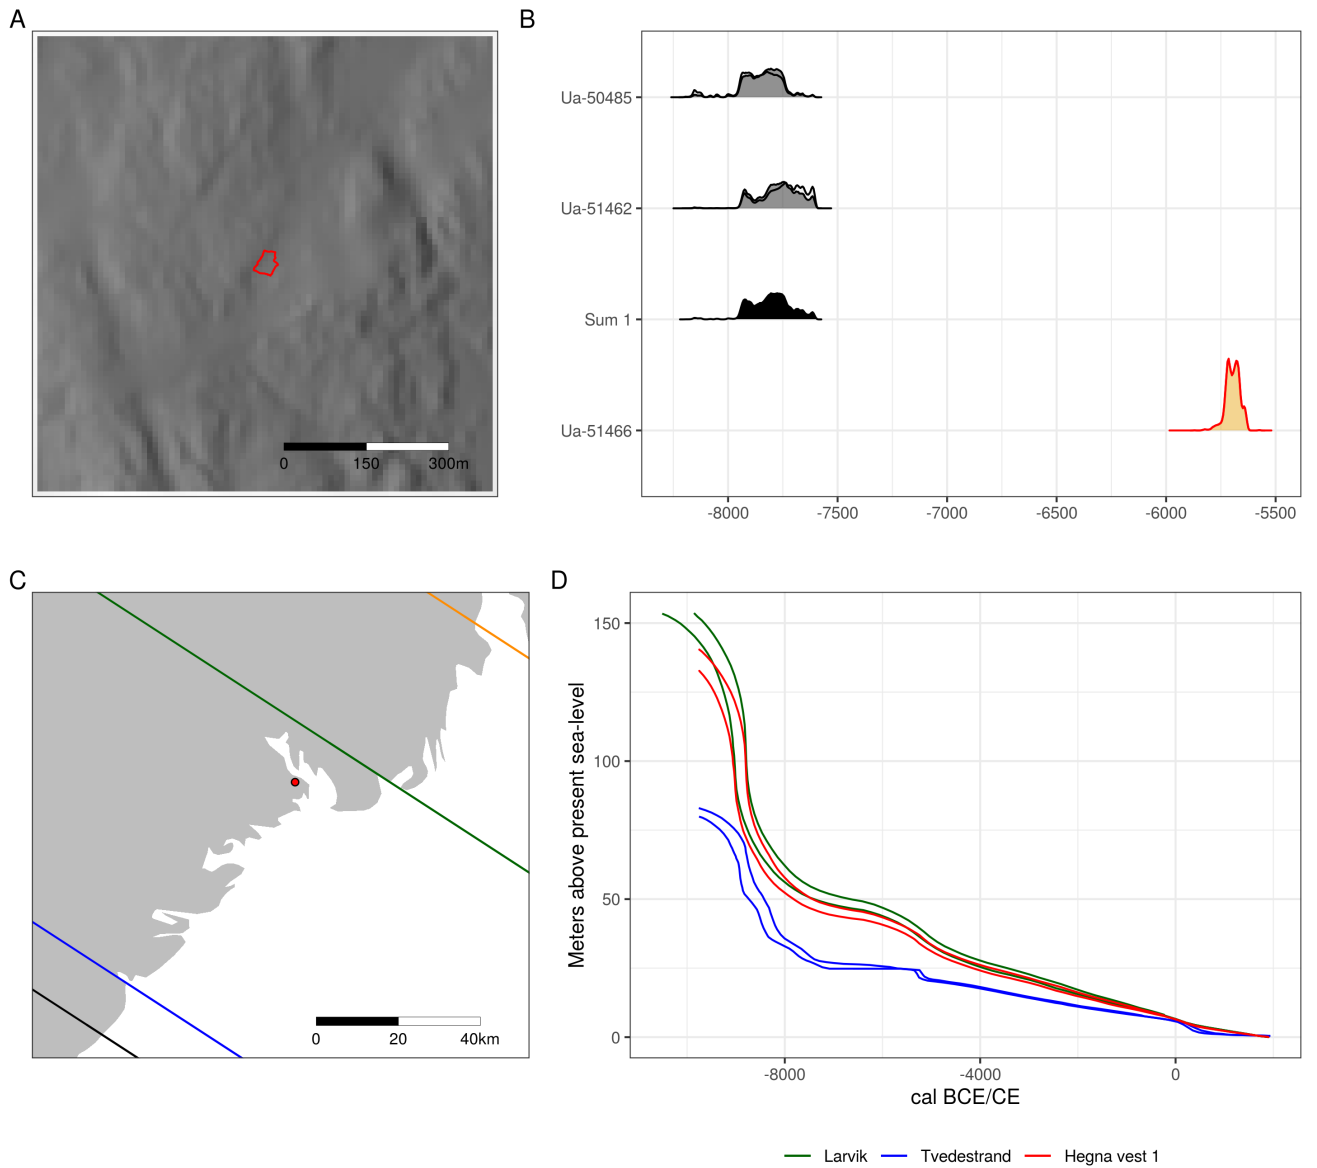 A
0 150 300m
B
Ua-50485
Ua-51462
Sum 1
Ua-51466
-8000 -7500 -7000 -6500 -6000 -5500
C
0 20 40km
D
Meters above present sea-level
150
100
50
0
-8000 -4000 0
cal BCE/CE
Larvik Tvedestrand Hegna vest 1